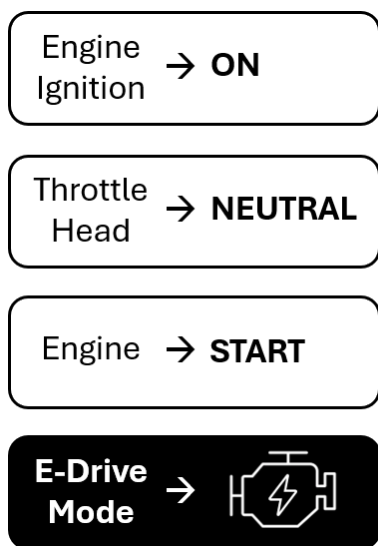 Engine
Ignition → ON
Throttle
Head → NEUTRAL
Engine → START
E-Drive
Mode →